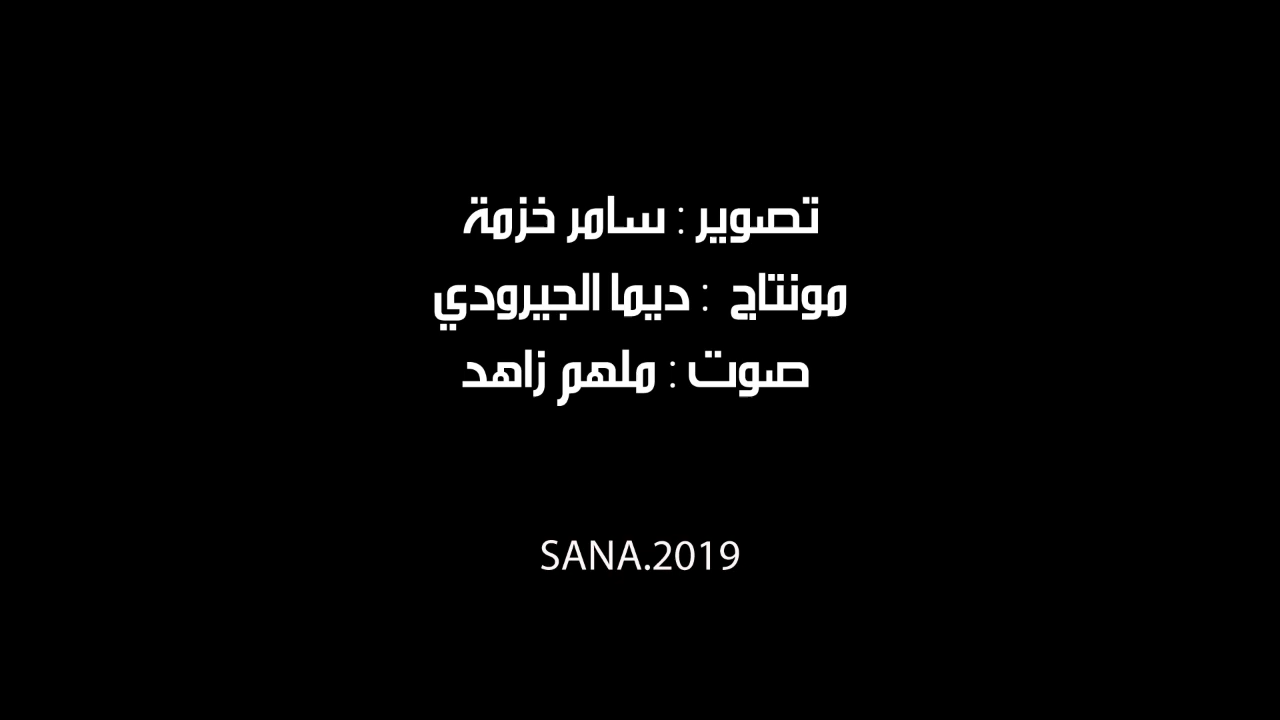 تصوير : سامر خزمة
مونتاج : ديما الجيرودي
صوت : ملهم زاهد
SANA.2019